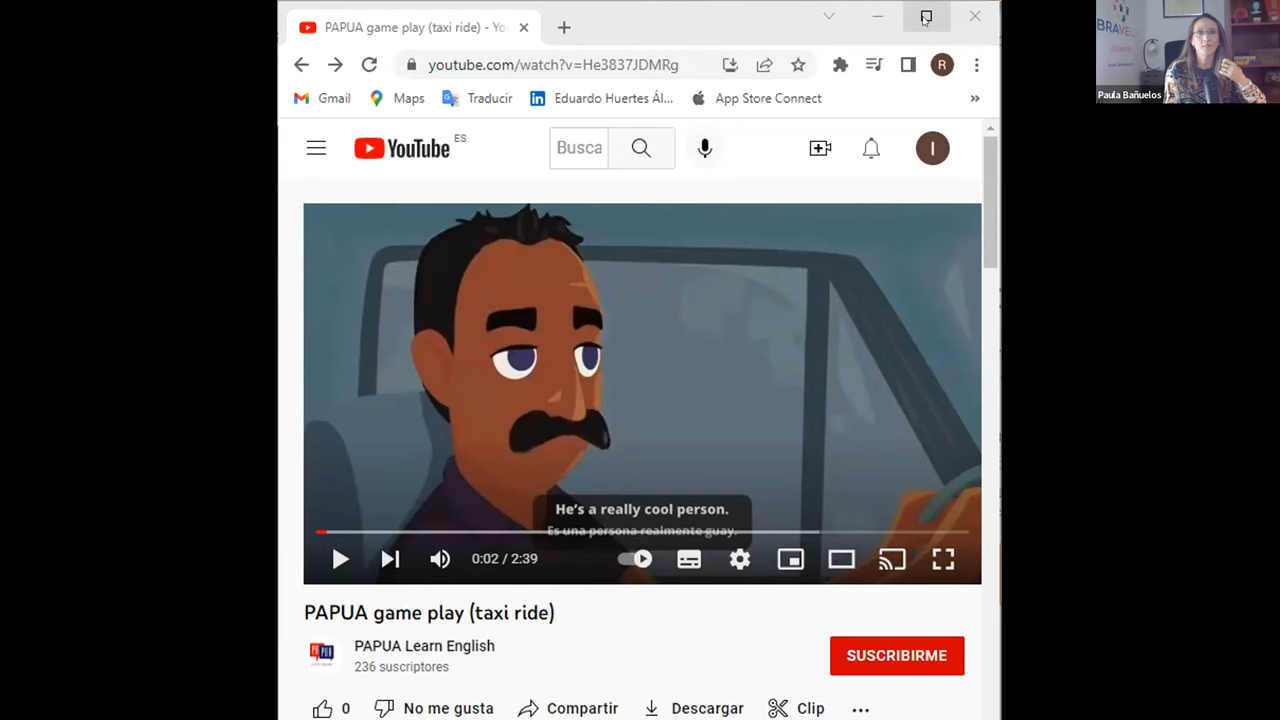 PAPUA game play (taxi ride) - Yo
youtube.com/watch?v=He3837JDMRg
Gmail
Maps
Traducir
Eduardo Huertes Ál...
App Store Connect
»
R
YouTube ES
Busca
I
He's a really cool person.
Es una persona realmente guay.
0:02 / 2:39
PAPUA game play (taxi ride)
PAPUA Learn English
236 suscriptores
SUSCRIBIRME
0
No me gusta
Compartir
Descargar
Clip
...
BRAVEUP
Paula Bañuelos